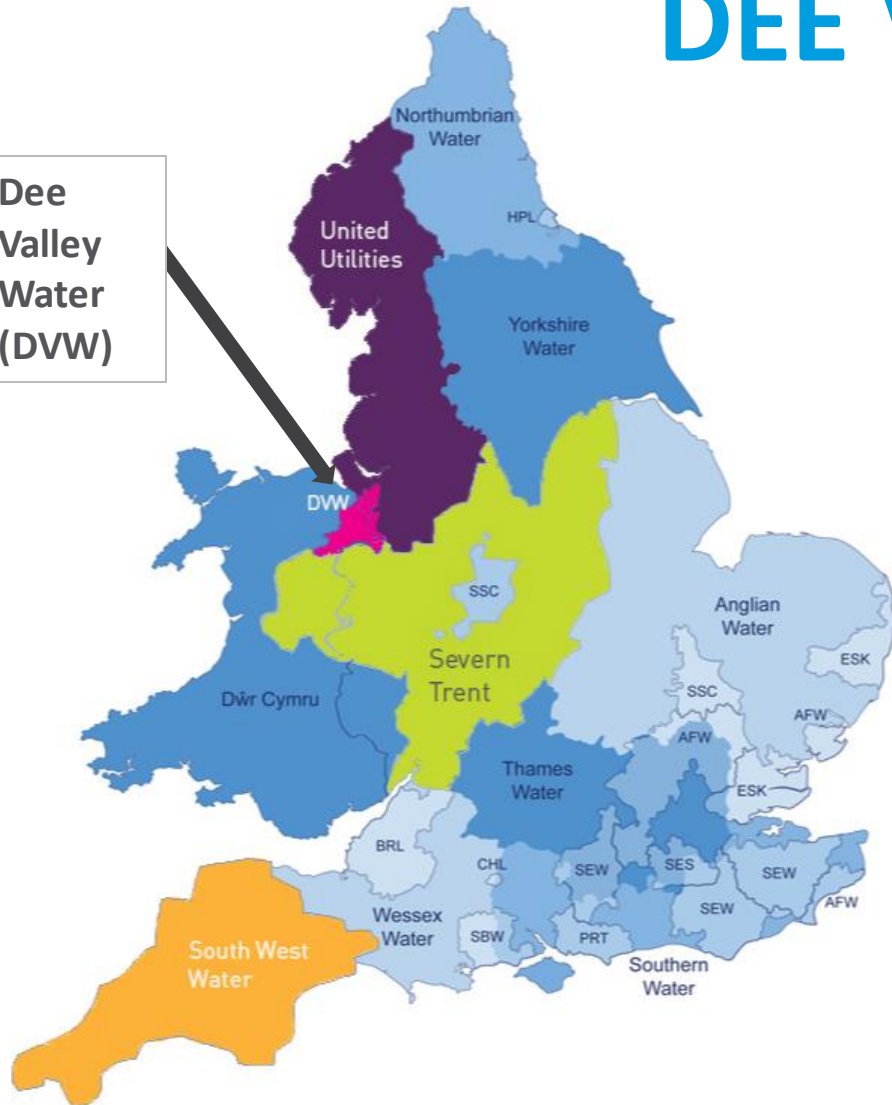 DEE
Northumbrian
Water
Dee
Valley
Water
(DVW)
HPL
United
Utilities
Yorkshire
Water
DVW
SSC
Anglian
Water
ESK
Severn
Trent
SSC
Dŵr Cymru
AFW
AFW
Thames
Water
ESK
BRL
CHL
SEW
SES
SEW
Wessex
Water
SBW
PRT
SEW
AFW
South West
Water
Southern
Water